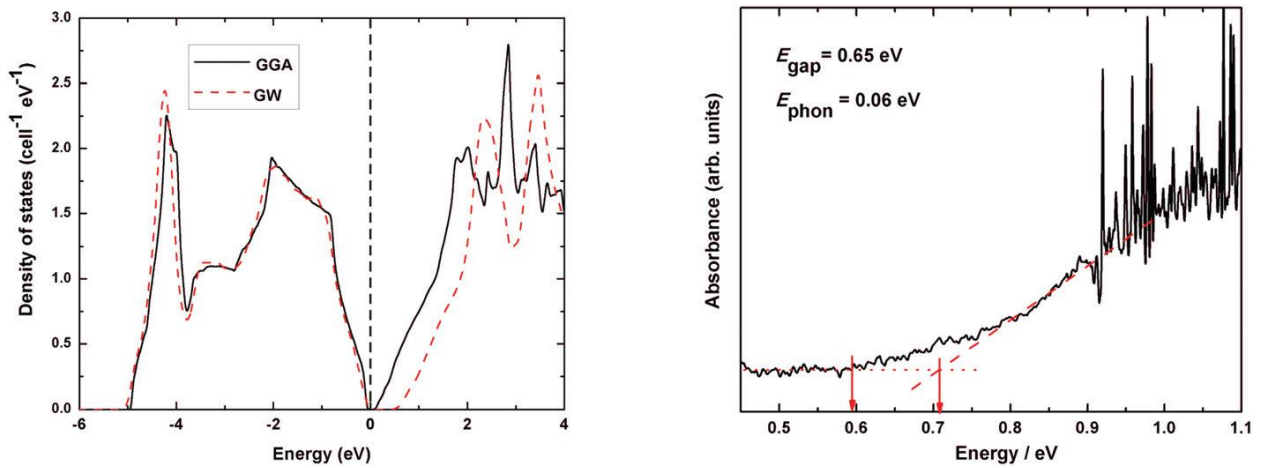 3.0
2.5
2.0
1.5
1.0
0.5
0.0
Density of states (cell⁻¹ eV⁻¹)
GGA
GW
-6 -4 -2 0 2 4
Energy (eV)
Absorbance (arb. units)
E_gap = 0.65 eV
E_phon = 0.06 eV
0.5 0.6 0.7 0.8 0.9 1.0 1.1
Energy / eV